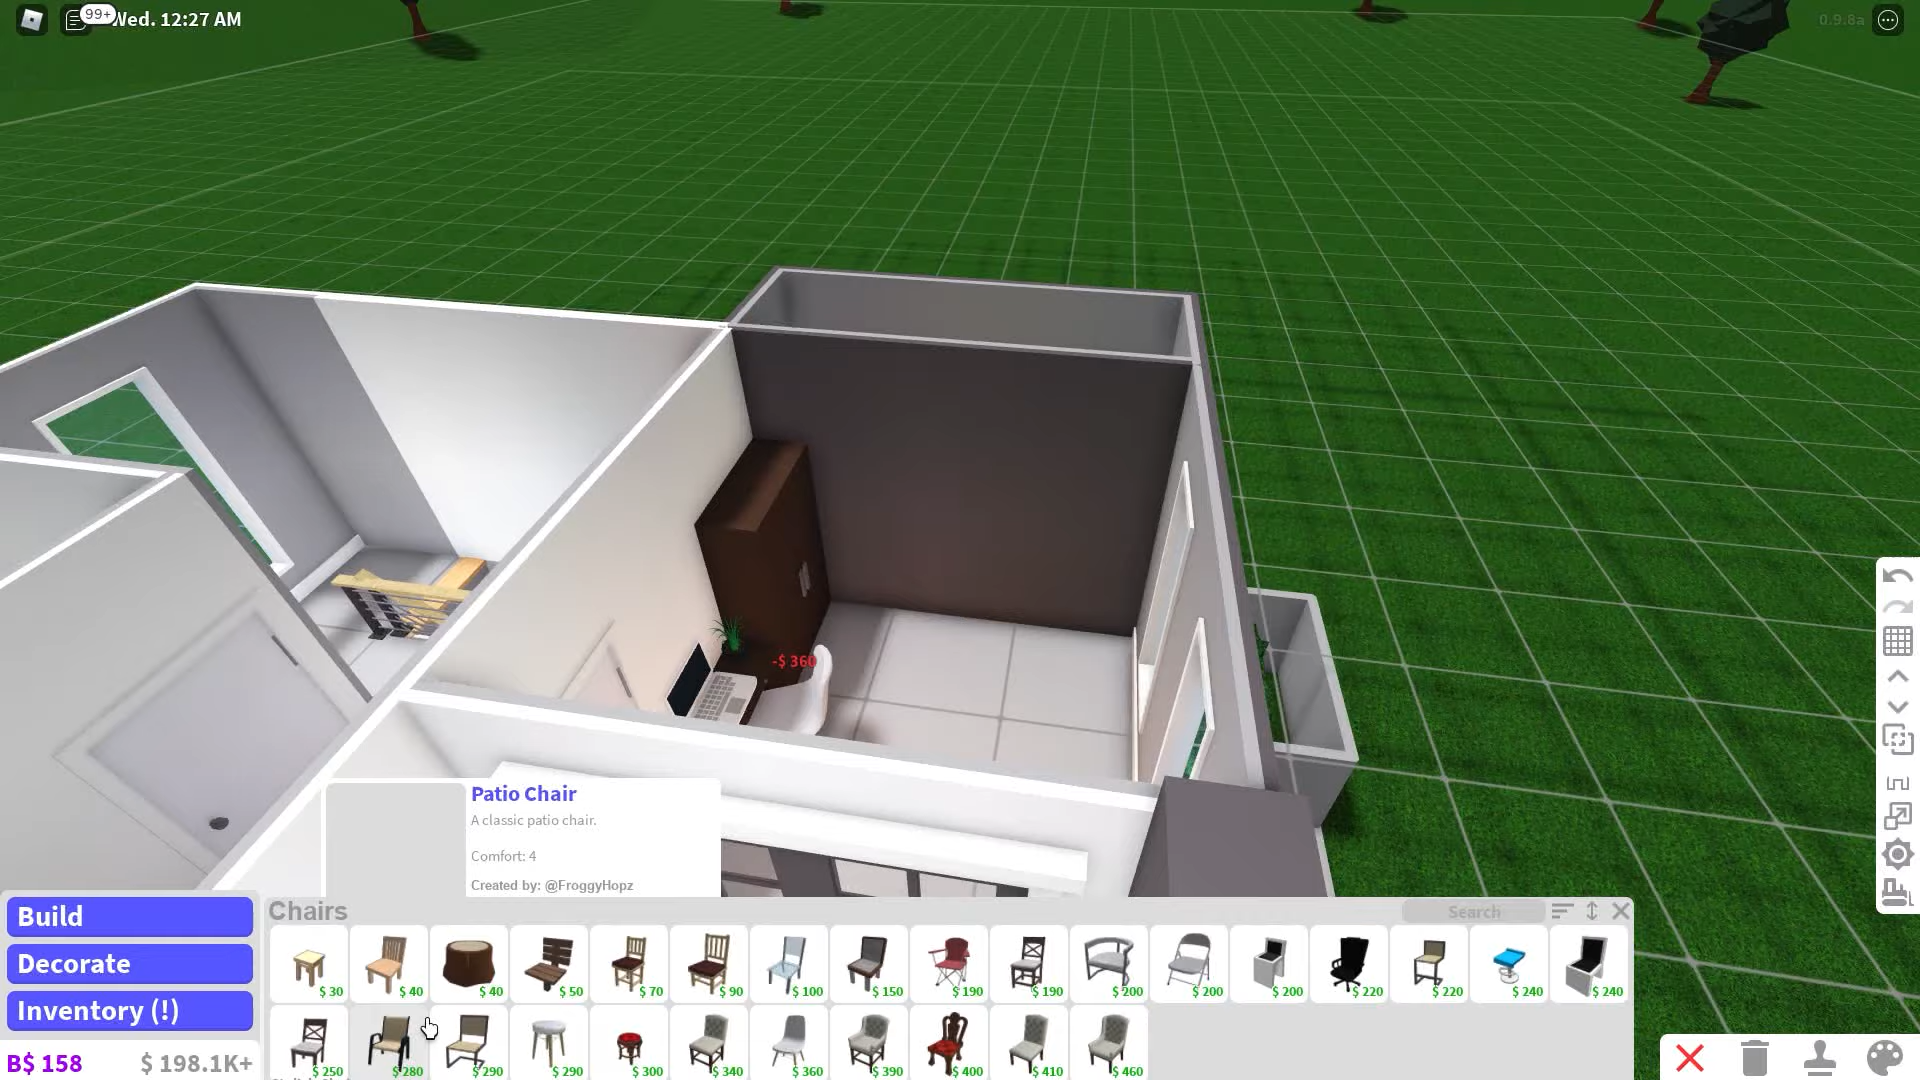 99+
Wed. 12:27 AM
0.9.8a
-$ 360
Patio Chair
A classic patio chair.
Comfort: 4
Created by: @FroggyHopz
Build
Decorate
Inventory (!)
B$ 158
$ 198.1K+
Chairs
Search
$ 30
$ 40
$ 40
$ 50
$ 70
$ 90
$ 100
$ 150
$ 190
$ 190
$ 200
$ 200
$ 200
$ 220
$ 220
$ 240
$ 240
$ 250
$ 280
$ 290
$ 290
$ 300
$ 340
$ 360
$ 390
$ 400
$ 410
$ 460